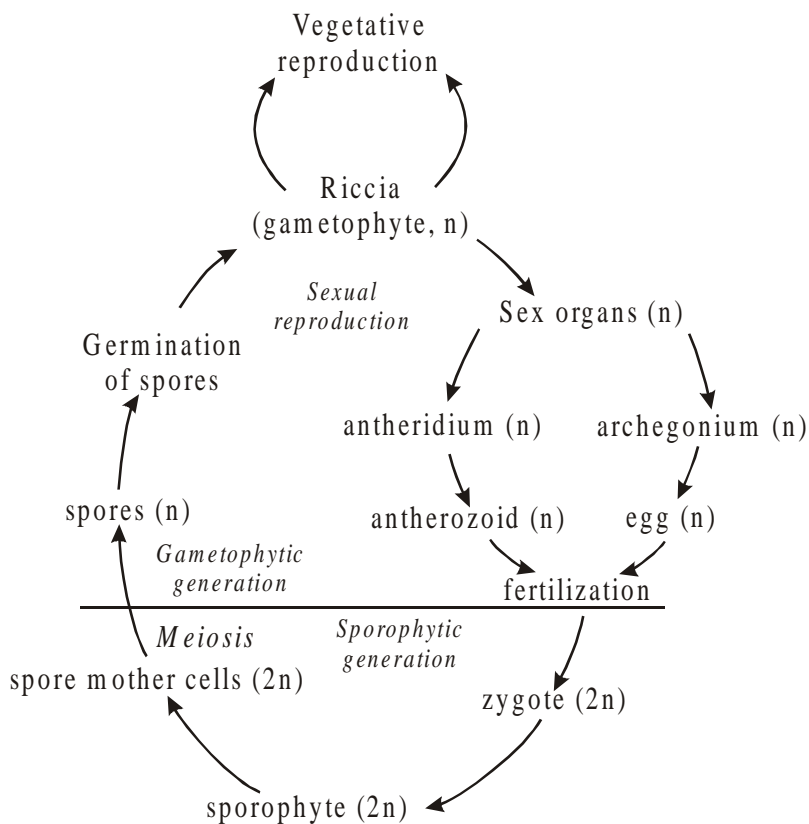 Vegetative
reproduction
Riccia
(gametophyte, n)
Sexual
reproduction
Sex organs (n)
Germination
of spores
antheridium (n)
archegonium (n)
spores (n)
antherozoid (n)
egg (n)
Gametophytic
generation
fertilization
Meiosis
Sporophytic
generation
spore mother cells (2n)
zygote (2n)
sporophyte (2n)